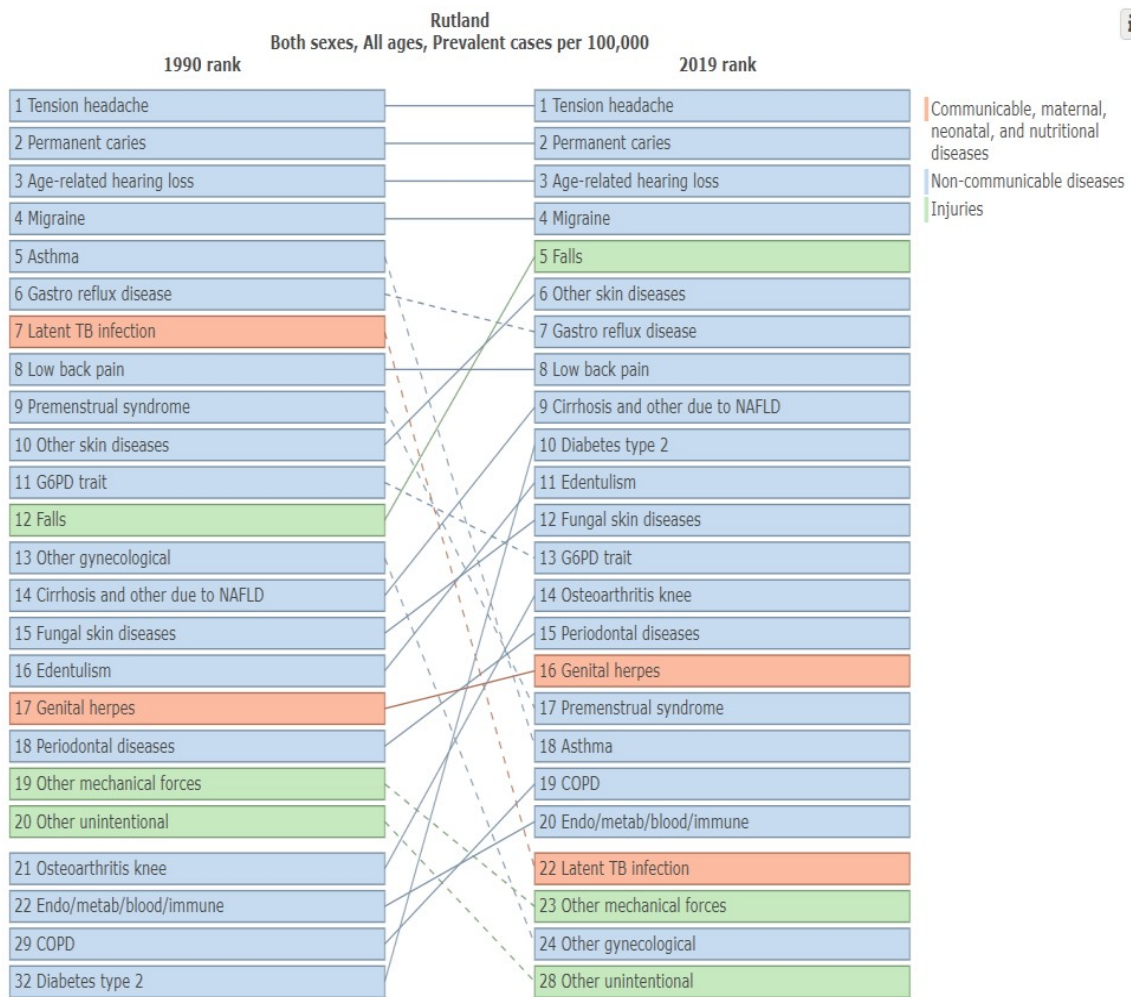 Rutland
Both sexes, All ages, Prevalent cases per 100,000
1990 rank
2019 rank
1 Tension headache
2 Permanent caries
3 Age-related hearing loss
4 Migraine
5 Asthma
6 Gastro reflux disease
7 Latent TB infection
8 Low back pain
9 Premenstrual syndrome
10 Other skin diseases
11 G6PD trait
12 Falls
13 Other gynecological
14 Cirrhosis and other due to NAFLD
15 Fungal skin diseases
16 Edentulism
17 Genital herpes
18 Periodontal diseases
19 Other mechanical forces
20 Other unintentional
21 Osteoarthritis knee
22 Endo/metab/blood/immune
29 COPD
32 Diabetes type 2
1 Tension headache
2 Permanent caries
3 Age-related hearing loss
4 Migraine
5 Falls
6 Other skin diseases
7 Gastro reflux disease
8 Low back pain
9 Cirrhosis and other due to NAFLD
10 Diabetes type 2
11 Edentulism
12 Fungal skin diseases
13 G6PD trait
14 Osteoarthritis knee
15 Periodontal diseases
16 Genital herpes
17 Premenstrual syndrome
18 Asthma
19 COPD
20 Endo/metab/blood/immune
22 Latent TB infection
23 Other mechanical forces
24 Other gynecological
28 Other unintentional
Communicable, maternal,
neonatal, and nutritional
diseases
Non-communicable diseases
Injuries